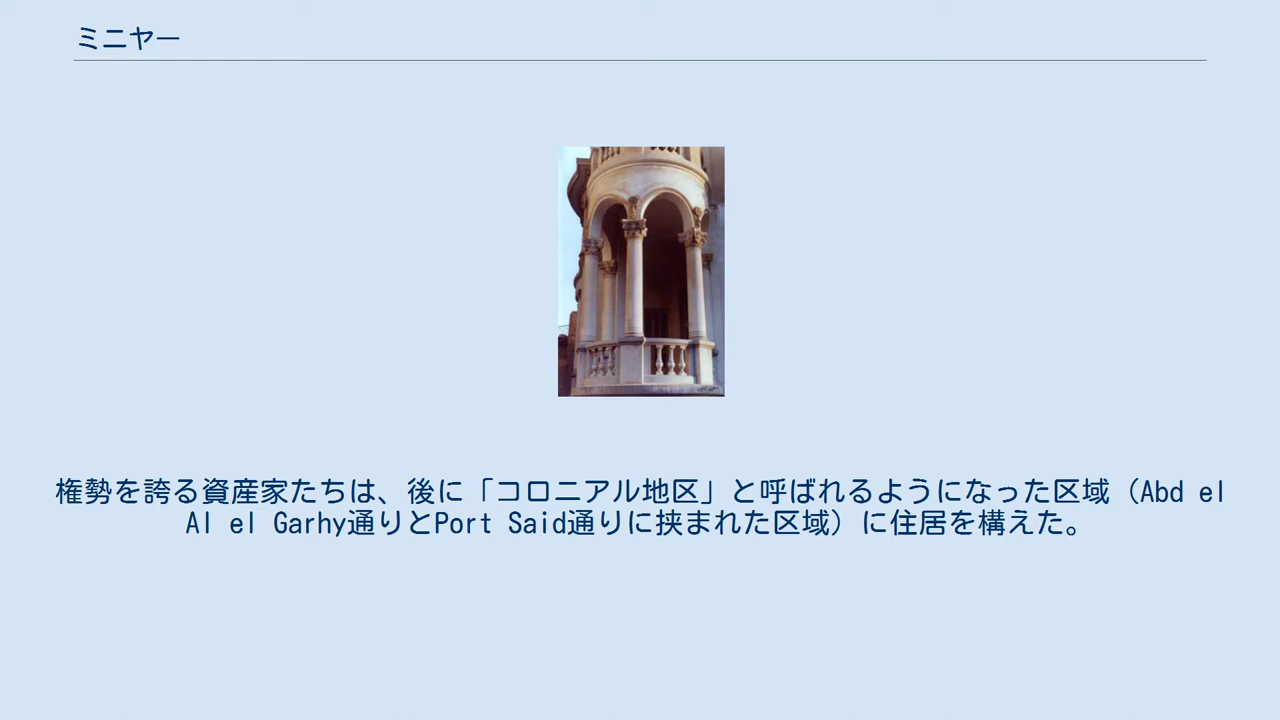 ミニヤー
権勢を誇る資産家たちは、後に「コロニアル地区」と呼ばれるようになった区域（Abd el
Al el Garhy通りとPort Said通りに挟まれた区域）に住居を構えた。